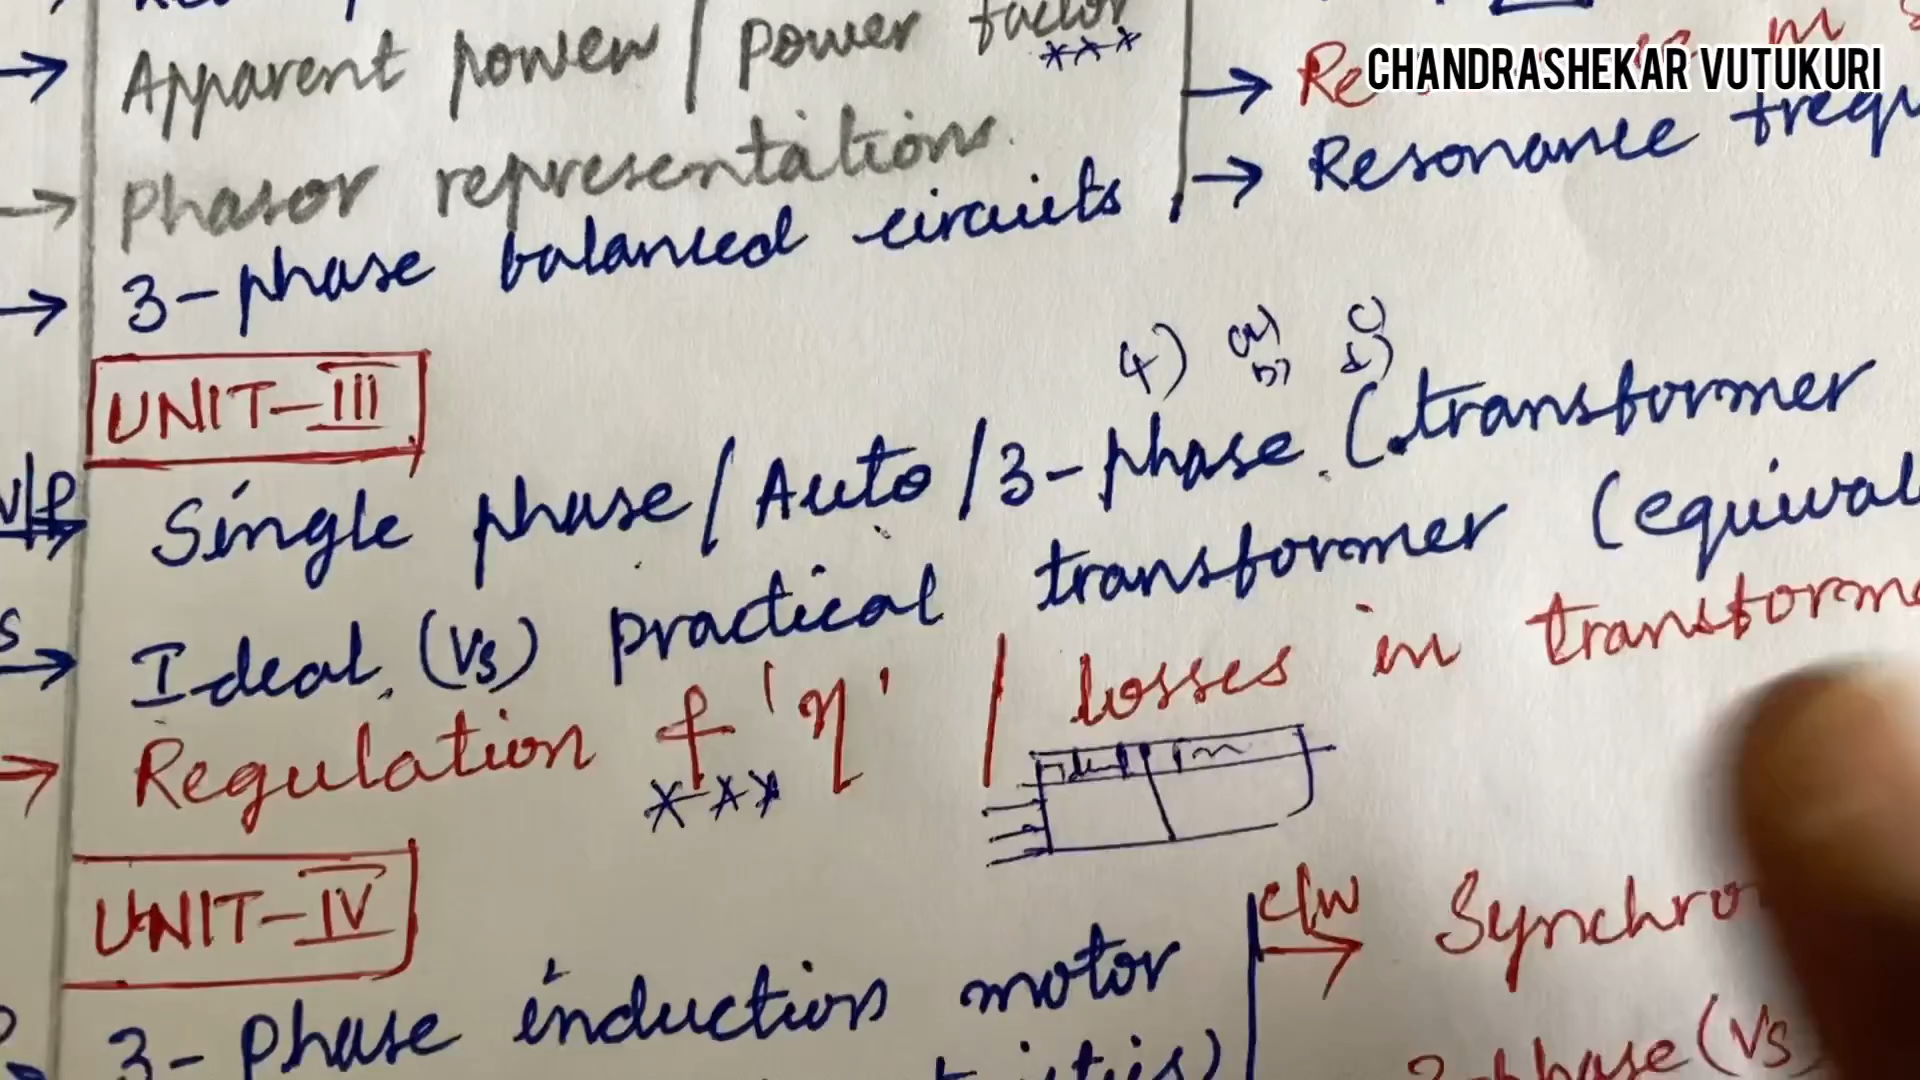 → Apparent power / power factor
***
→ Phasor representations.
→ 3-phase balanced circuits
CHANDRASHEKAR VUTUKURI
→ Re
→ Resonance frequ
UNIT-III
4) a) c)
b) d)
Single phase / Auto / 3-phase. (transformer
→ Ideal. (Vs) practical transformer (equival
→ Regulation & 'η' / losses in transforme
***
UNIT-IV
3-Phase induction motor
c/w
→ Synchro
3-phase (Vs